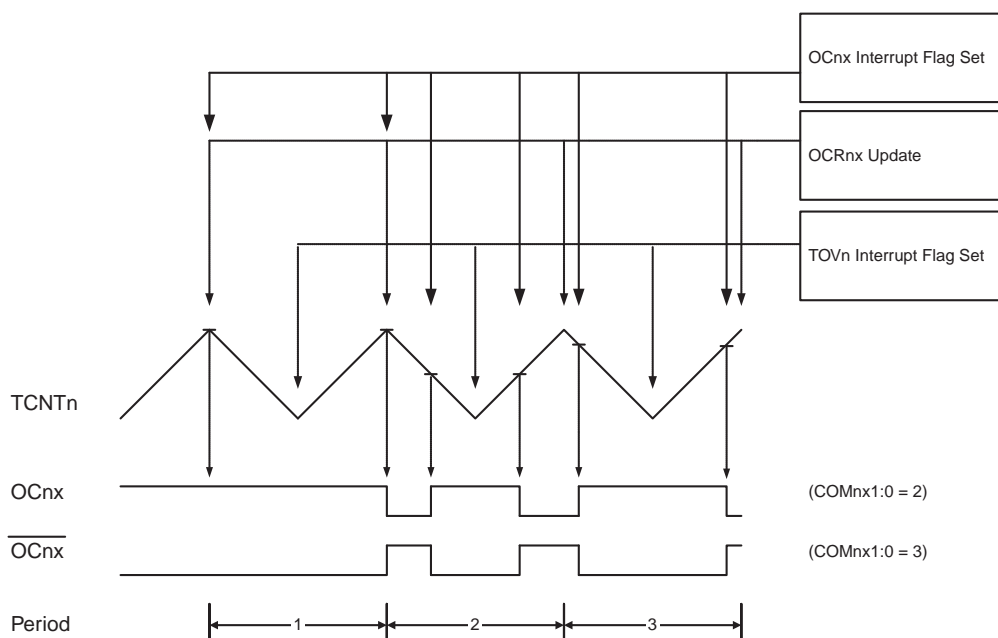 OCnx Interrupt Flag Set
OCRnx Update
TOVn Interrupt Flag Set
TCNTn
OCnx
(COMnx1:0 = 2)
OCnx
(COMnx1:0 = 3)
Period
1
2
3